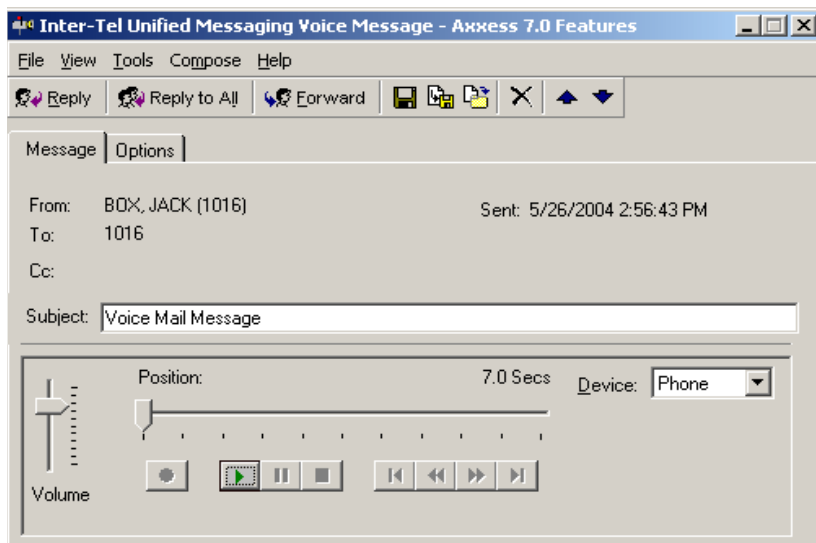 Inter-Tel Unified Messaging Voice Message - Axxess 7.0 Features
File View Tools Compose Help
Reply Reply to All Forward
Message Options
From: BOX, JACK (1016) Sent: 5/26/2004 2:56:43 PM
To: 1016
Cc:
Subject: Voice Mail Message
Position: 7.0 Secs Device: Phone
Volume